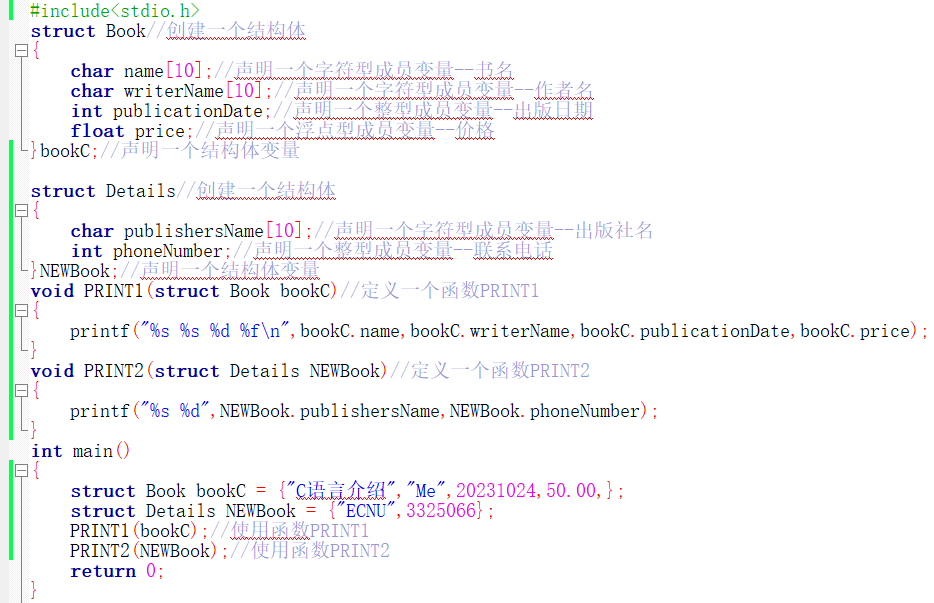 #include<stdio.h>
struct Book//创建一个结构体
{
    char name[10];//声明一个字符型成员变量--书名
    char writerName[10];//声明一个字符型成员变量--作者名
    int publicationDate;//声明一个整型成员变量--出版日期
    float price;//声明一个浮点型成员变量--价格
}bookC;//声明一个结构体变量

struct Details//创建一个结构体
{
    char publishersName[10];//声明一个字符型成员变量--出版社名
    int phoneNumber;//声明一个整型成员变量--联系电话
}NEWBook;//声明一个结构体变量
void PRINT1(struct Book bookC)//定义一个函数PRINT1
{
    printf("%s %s %d %f\n",bookC.name,bookC.writerName,bookC.publicationDate,bookC.price);
}
void PRINT2(struct Details NEWBook)//定义一个函数PRINT2
{
    printf("%s %d",NEWBook.publishersName,NEWBook.phoneNumber);
}
int main()
{
    struct Book bookC = {"C语言介绍","Me",20231024,50.00,};
    struct Details NEWBook = {"ECNU",3325066};
    PRINT1(bookC);//使用函数PRINT1
    PRINT2(NEWBook);//使用函数PRINT2
    return 0;
}